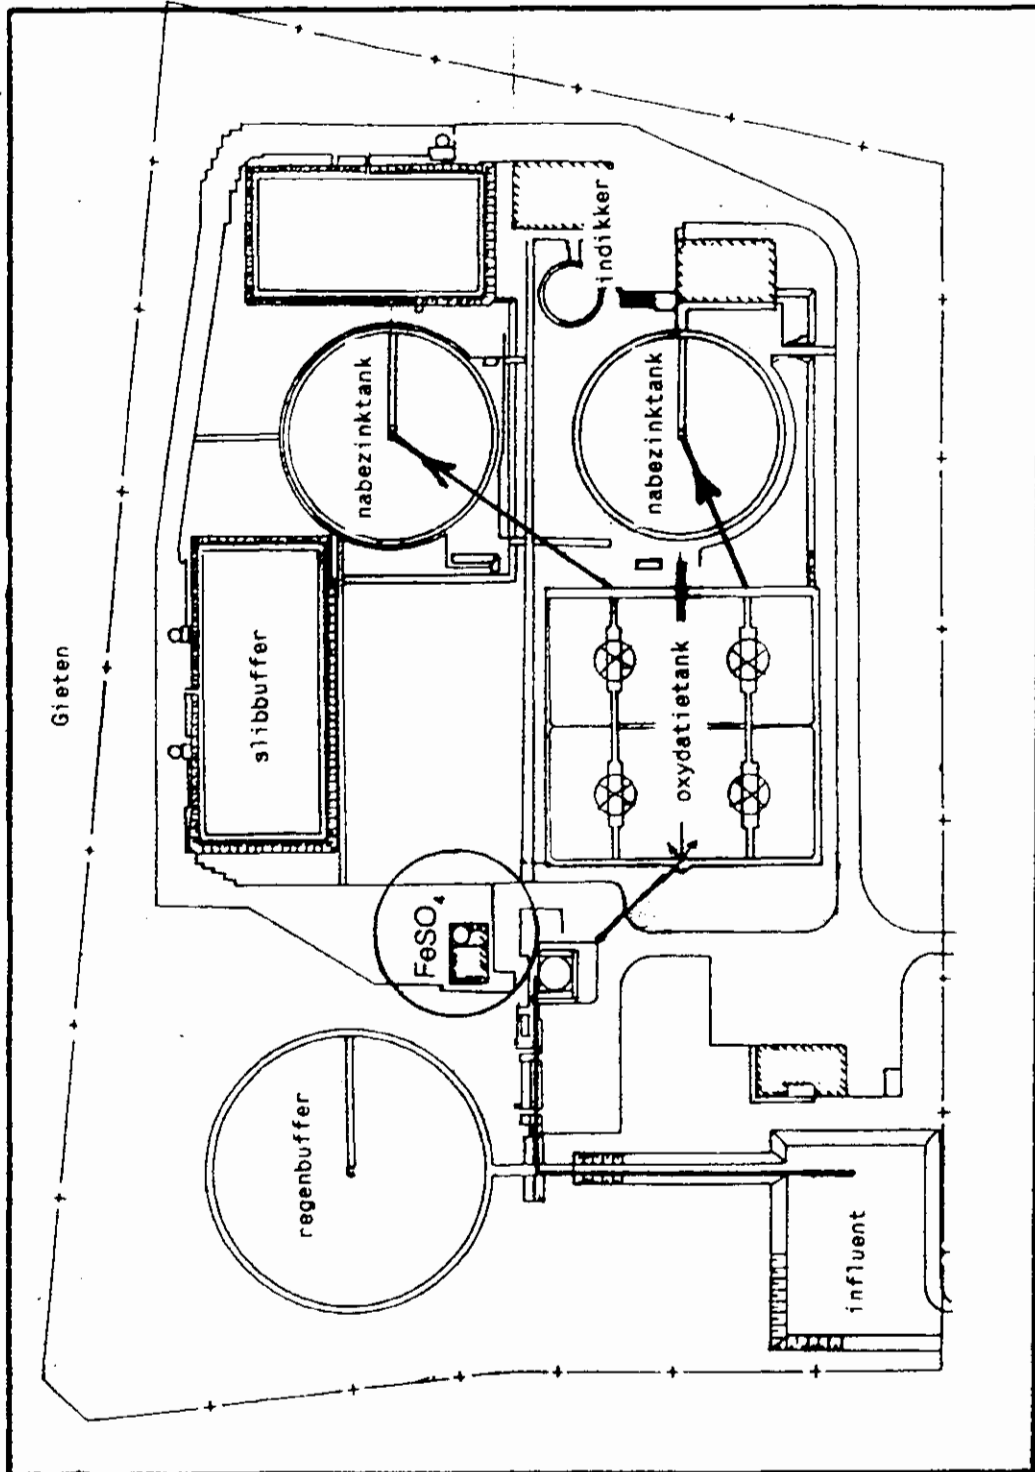 Gieten
slibbuffer
nabezinktank
indikker
nabezinktank
oxydatietank
FeSO₄
regenbuffer
influent